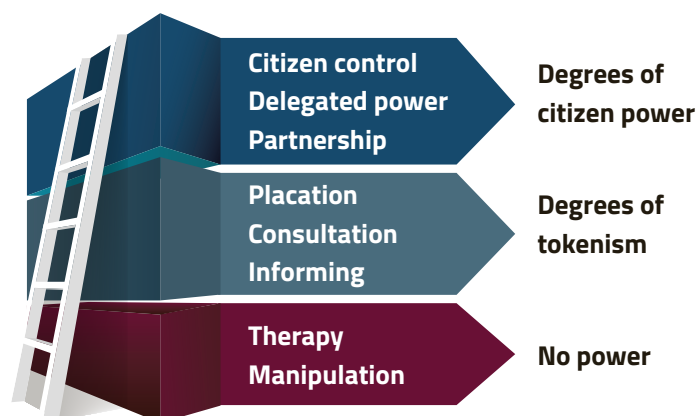 Citizen control
Delegated power
Partnership
Degrees of
citizen power
Placation
Consultation
Informing
Degrees of
tokenism
Therapy
Manipulation
No power